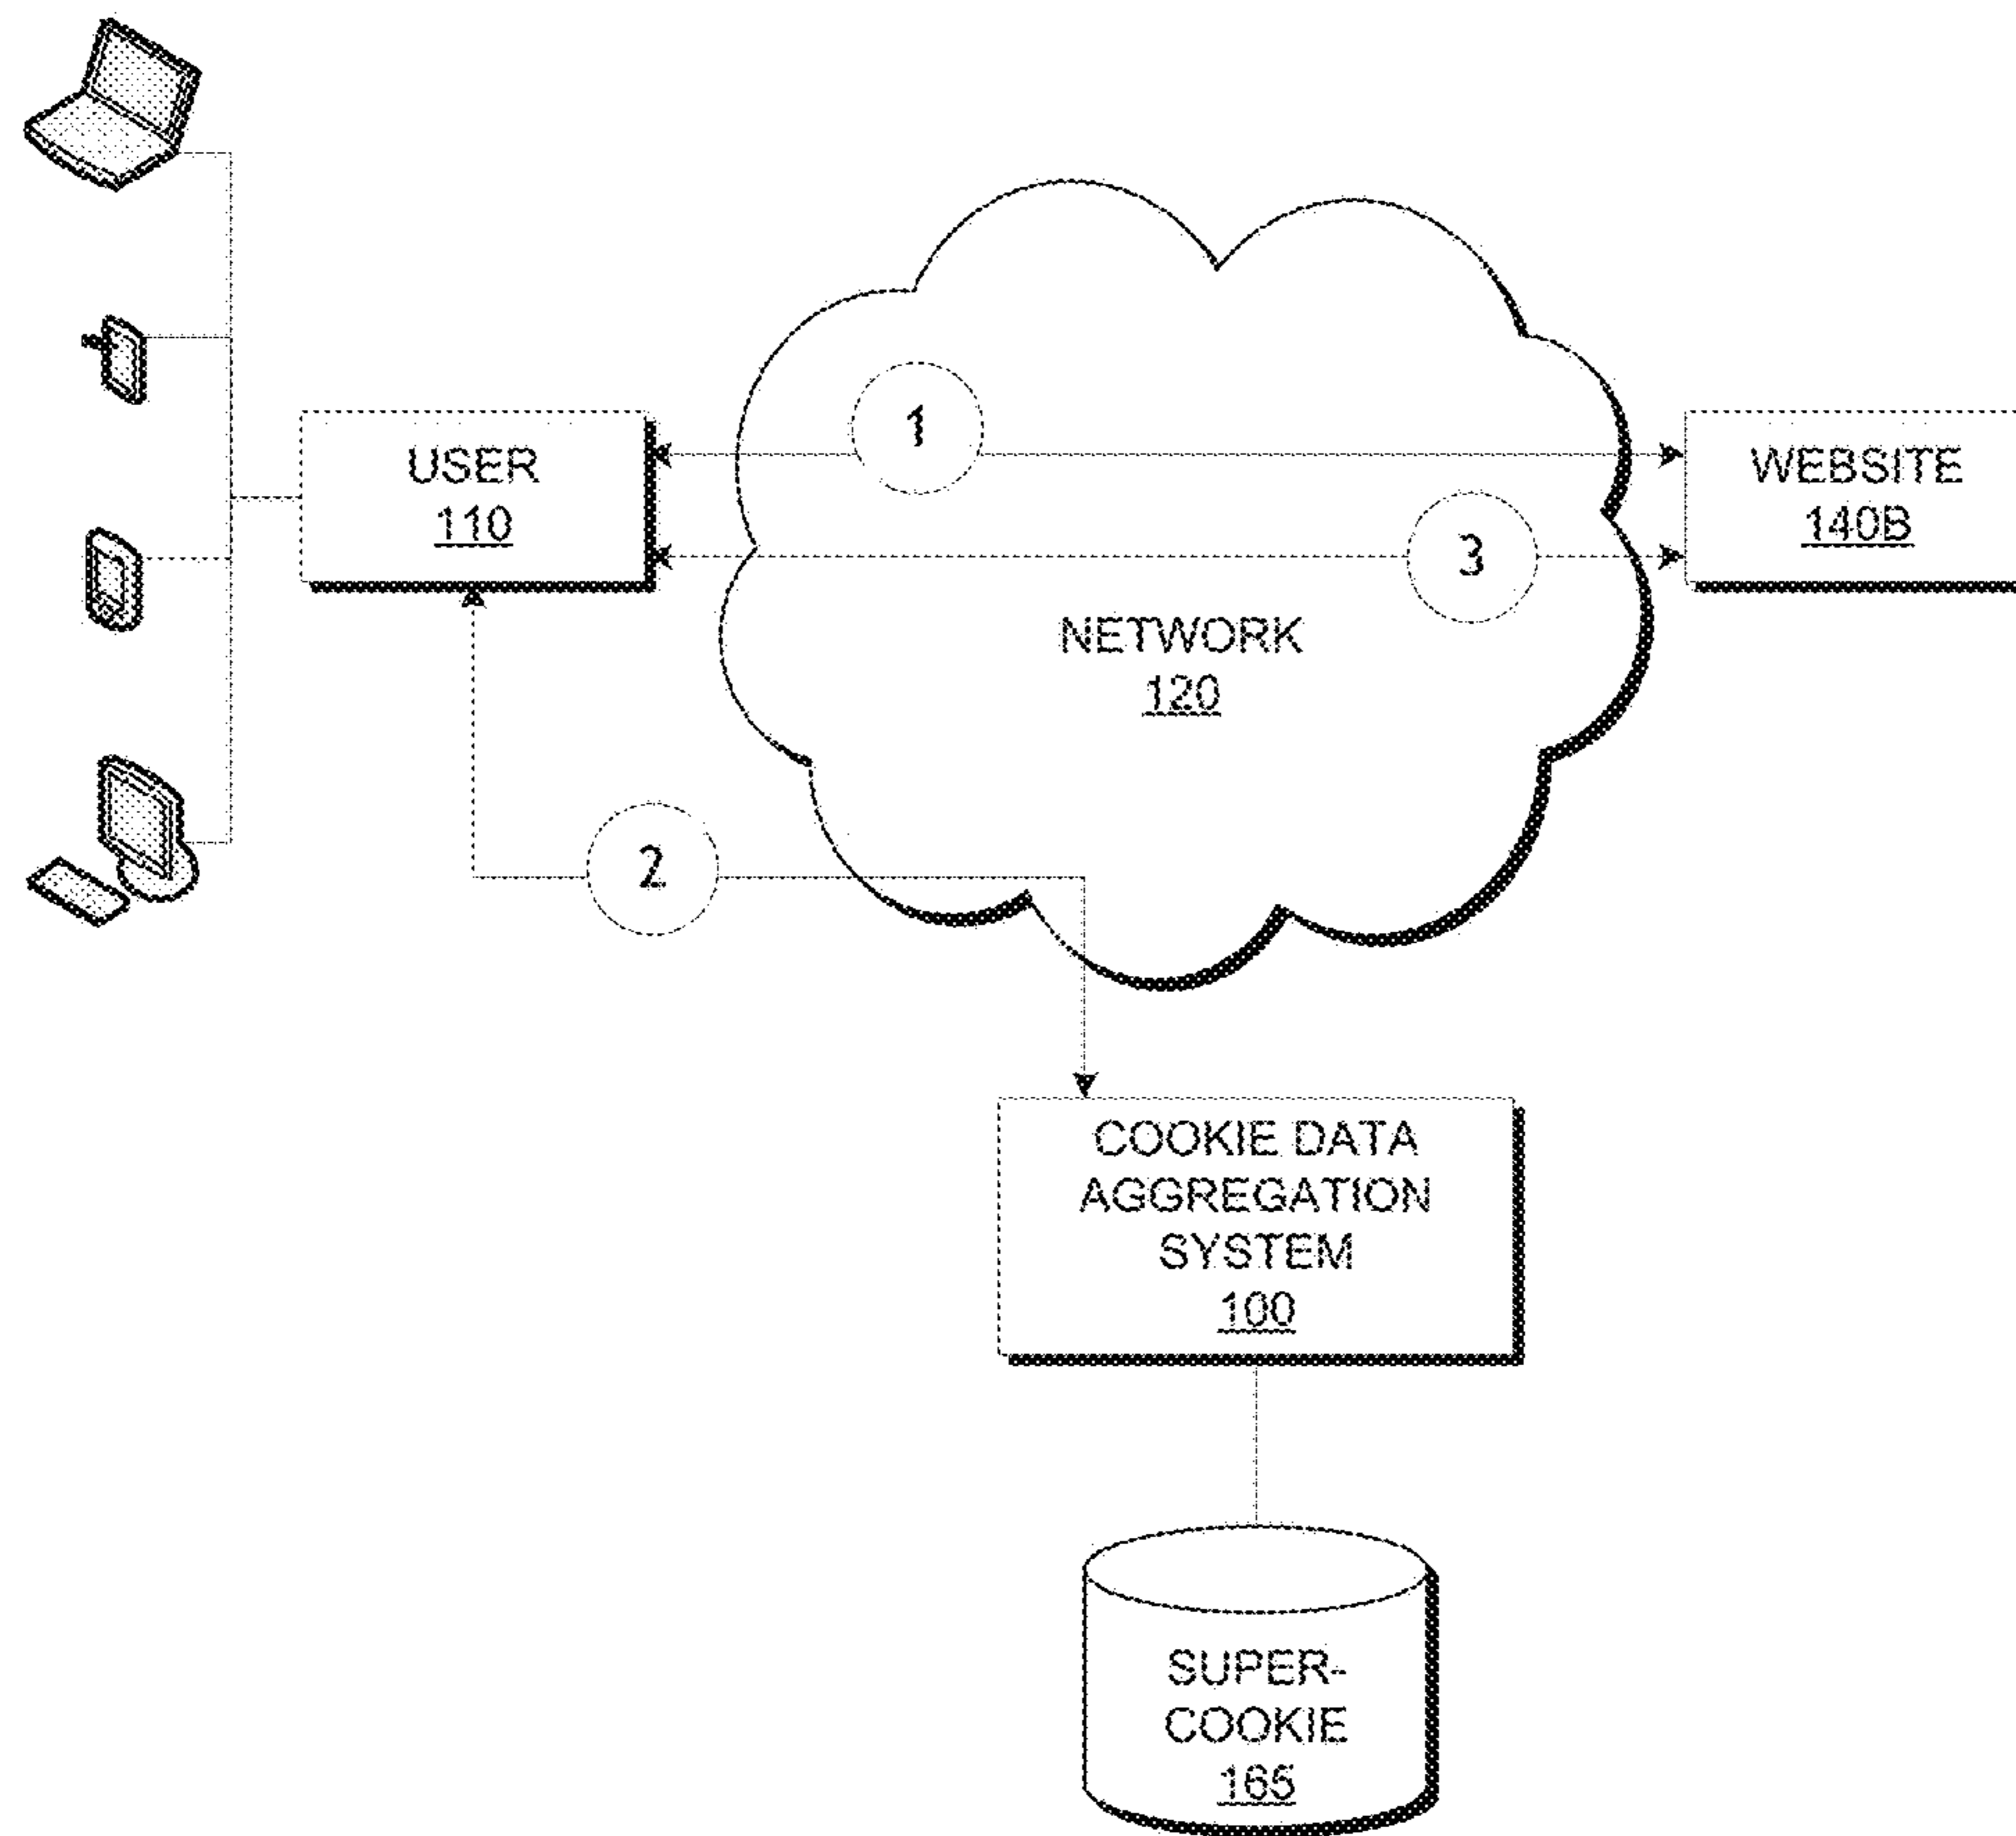 1
USER
110
WEBSITE
140B
3
NETWORK
120
2
COOKIE DATA
AGGREGATION
SYSTEM
100
SUPER-
COOKIE
165